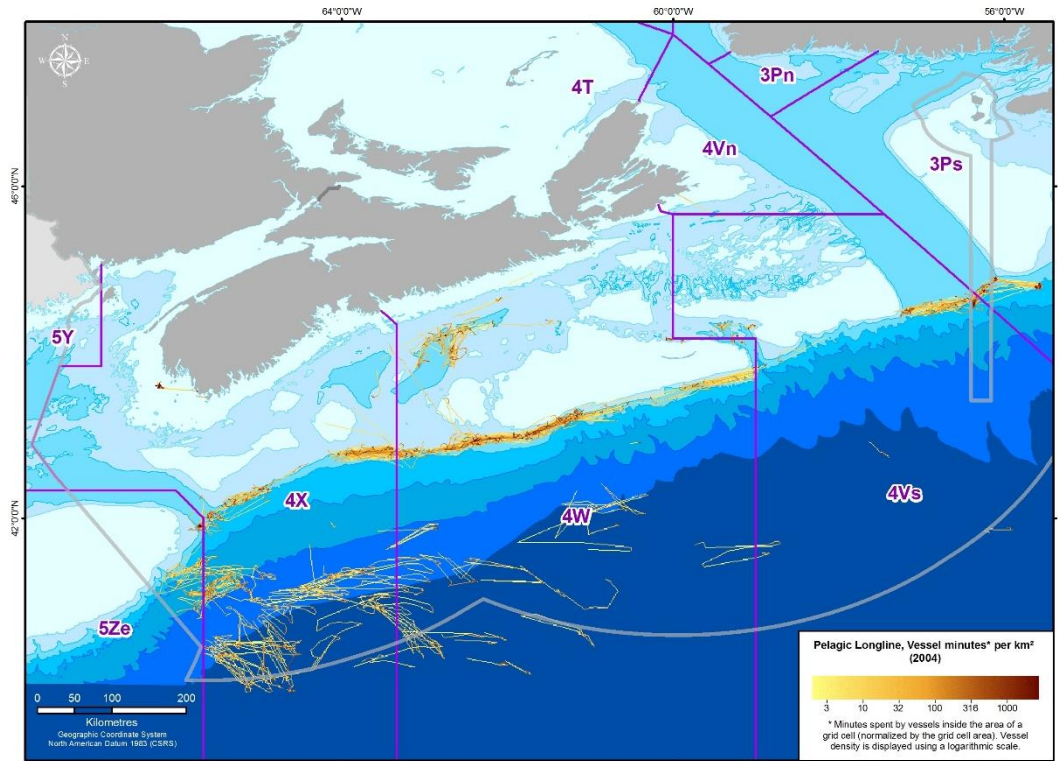 64°0'0"W
60°0'0"W
56°0'0"W
N
W
E
S
4T
3Pn
4Vn
3Ps
46°0'0"N
5Y
4X
4W
4Vs
42°0'0"N
5Ze
0 50 100 200
Kilometres
Geographic Coordinate System
North American Datum 1983 (CSRS)
Pelagic Longline, Vessel minutes* per km²
(2004)
3 10 32 100 316 1000
* Minutes spent by vessels inside the area of a
grid cell (normalized by the grid cell area). Vessel
density is displayed using a logarithmic scale.